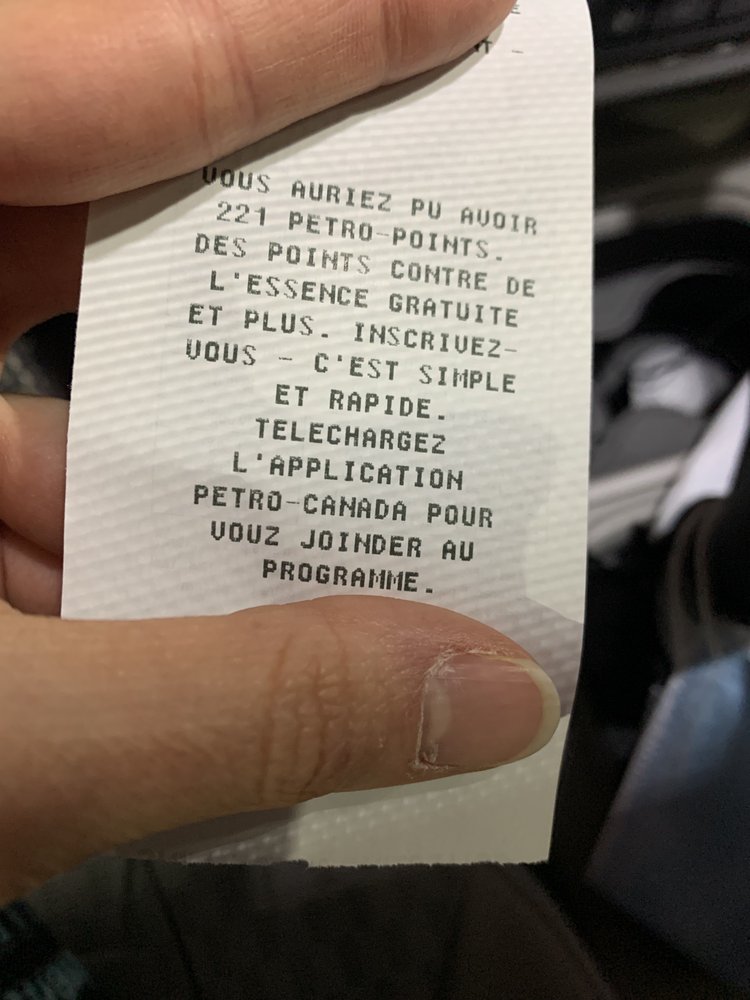 VOUS AURIEZ PU AVOIR
221 PETRO-POINTS.
DES POINTS CONTRE DE
L'ESSENCE GRATUITE
ET PLUS. INSCRIVEZ-
VOUS - C'EST SIMPLE
ET RAPIDE.
TELECHARGEZ
L'APPLICATION
PETRO-CANADA POUR
VOUZ JOINDER AU
PROGRAMME.